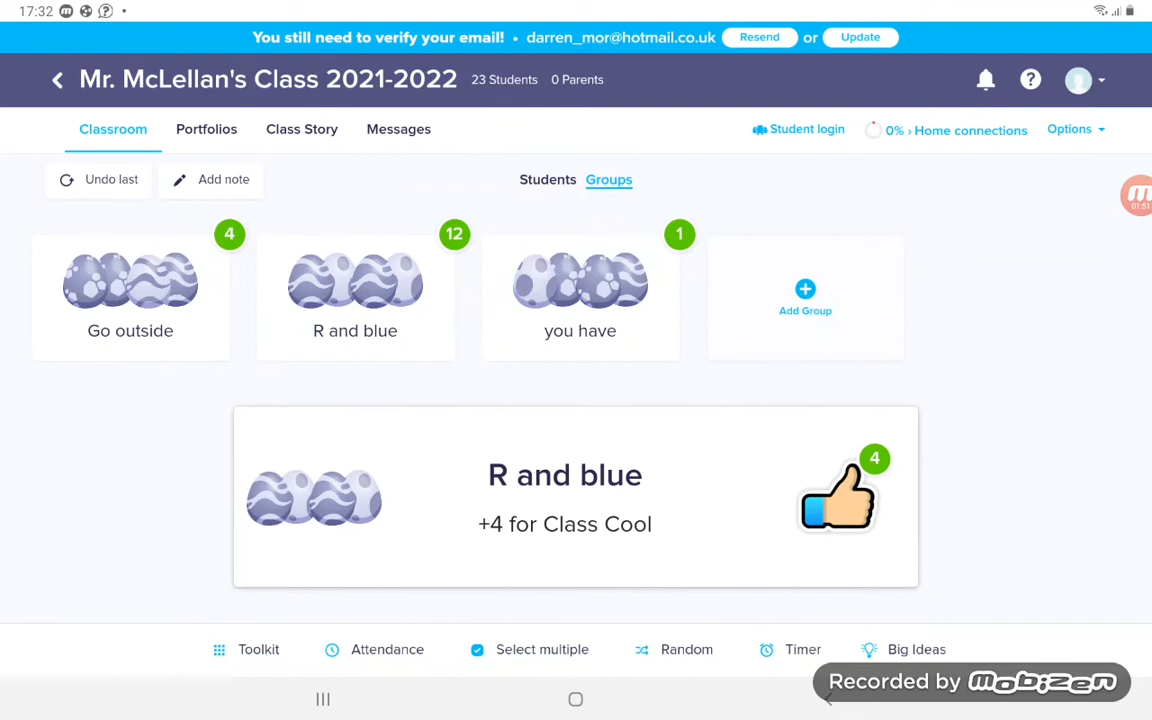 17:32
You still need to verify your email! • darren_mor@hotmail.co.uk Resend or Update
Mr. McLellan's Class 2021-2022 23 Students 0 Parents
Classroom Portfolios Class Story Messages Student login 0% › Home connections Options
Undo last Add note Students Groups
01:51
4 12 1
Go outside R and blue you have Add Group
4
R and blue
+4 for Class Cool
Toolkit Attendance Select multiple Random Timer Big Ideas
Recorded by mobizen